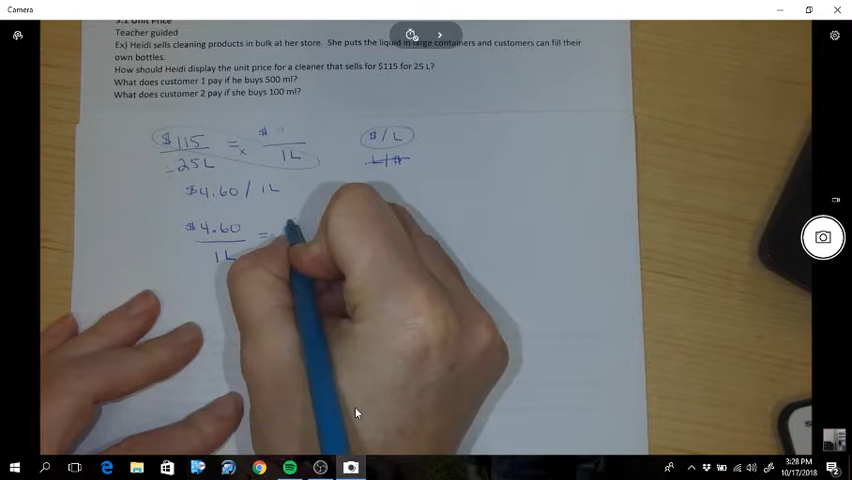 Camera
3.1 Unit Price
Teacher guided
Ex) Heidi sells cleaning products in bulk at her store. She puts the liquid in large containers and customers can fill their
own bottles.
How should Heidi display the unit price for a cleaner that sells for $115 for 25 L?
What does customer 1 pay if he buys 500 ml?
What does customer 2 pay if she buys 100 ml?
$115 = $ ?
÷25L x 1L
$/L
L/$
$4.60 / 1L
$4.60 =
1L
3:28 PM
10/17/2018